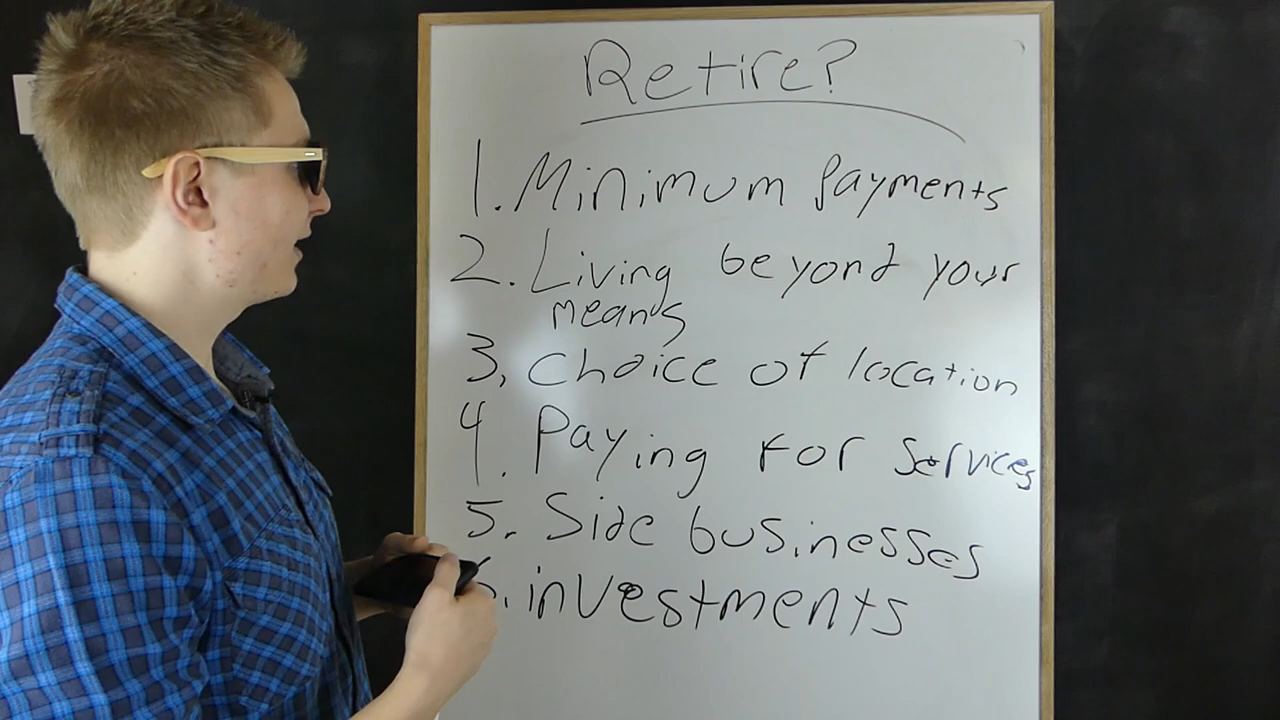 Retire?
1. Minimum Payments
2. Living beyond your
means
3, choice of location
4. Paying for services
5. Side businesses
6. investments